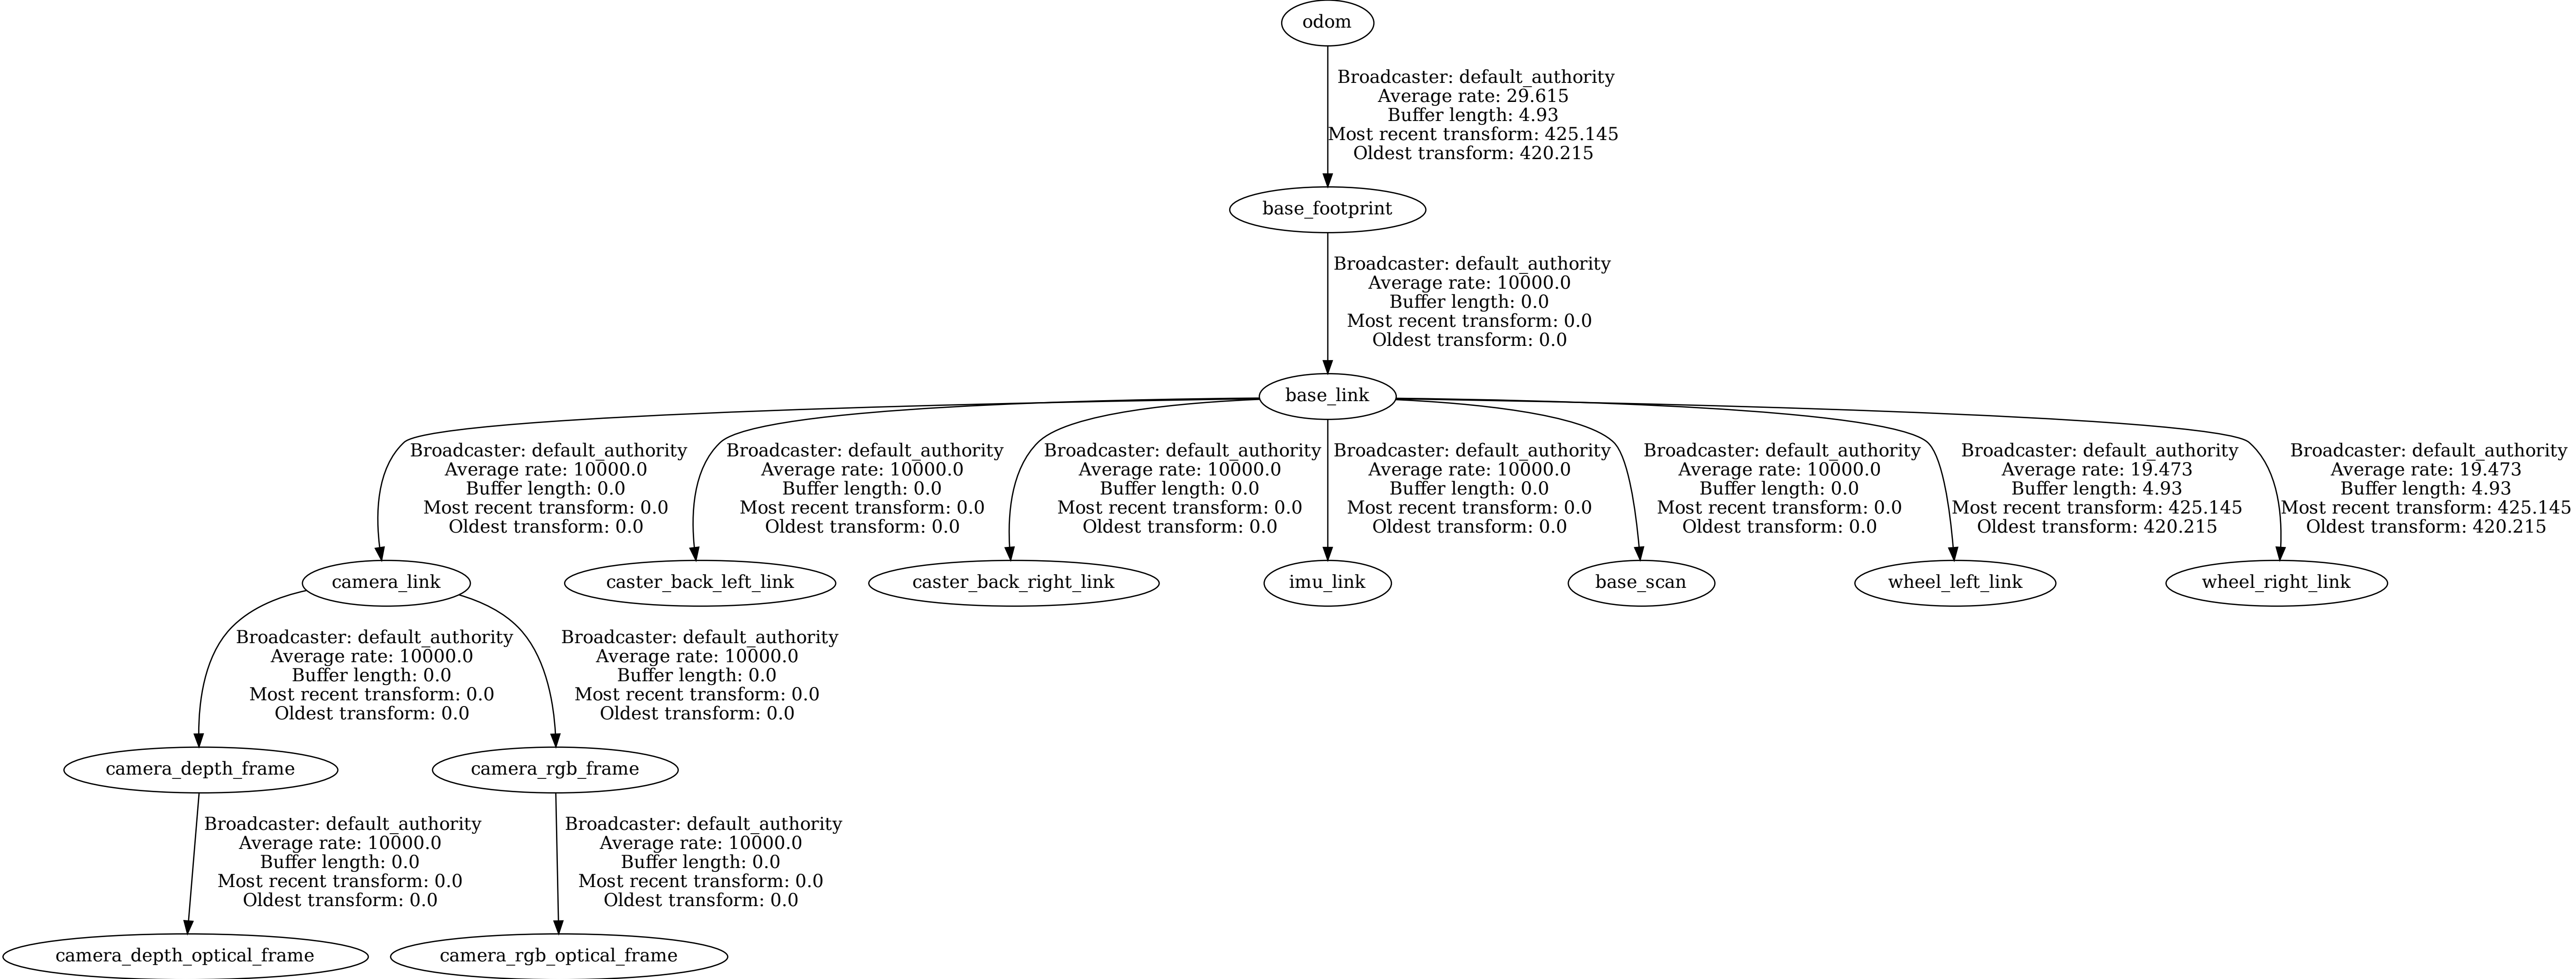 odom
Broadcaster: default_authority
Average rate: 29.615
Buffer length: 4.93
Most recent transform: 425.145
Oldest transform: 420.215
base_footprint
Broadcaster: default_authority
Average rate: 10000.0
Buffer length: 0.0
Most recent transform: 0.0
Oldest transform: 0.0
base_link
Broadcaster: default_authority
Average rate: 10000.0
Buffer length: 0.0
Most recent transform: 0.0
Oldest transform: 0.0
Broadcaster: default_authority
Average rate: 10000.0
Buffer length: 0.0
Most recent transform: 0.0
Oldest transform: 0.0
Broadcaster: default_authority
Average rate: 10000.0
Buffer length: 0.0
Most recent transform: 0.0
Oldest transform: 0.0
Broadcaster: default_authority
Average rate: 10000.0
Buffer length: 0.0
Most recent transform: 0.0
Oldest transform: 0.0
Broadcaster: default_authority
Average rate: 10000.0
Buffer length: 0.0
Most recent transform: 0.0
Oldest transform: 0.0
Broadcaster: default_authority
Average rate: 19.473
Buffer length: 4.93
Most recent transform: 425.145
Oldest transform: 420.215
Broadcaster: default_authority
Average rate: 19.473
Buffer length: 4.93
Most recent transform: 425.145
Oldest transform: 420.215
camera_link
caster_back_left_link
caster_back_right_link
imu_link
base_scan
wheel_left_link
wheel_right_link
Broadcaster: default_authority
Average rate: 10000.0
Buffer length: 0.0
Most recent transform: 0.0
Oldest transform: 0.0
Broadcaster: default_authority
Average rate: 10000.0
Buffer length: 0.0
Most recent transform: 0.0
Oldest transform: 0.0
camera_depth_frame
camera_rgb_frame
Broadcaster: default_authority
Average rate: 10000.0
Buffer length: 0.0
Most recent transform: 0.0
Oldest transform: 0.0
Broadcaster: default_authority
Average rate: 10000.0
Buffer length: 0.0
Most recent transform: 0.0
Oldest transform: 0.0
camera_depth_optical_frame
camera_rgb_optical_frame